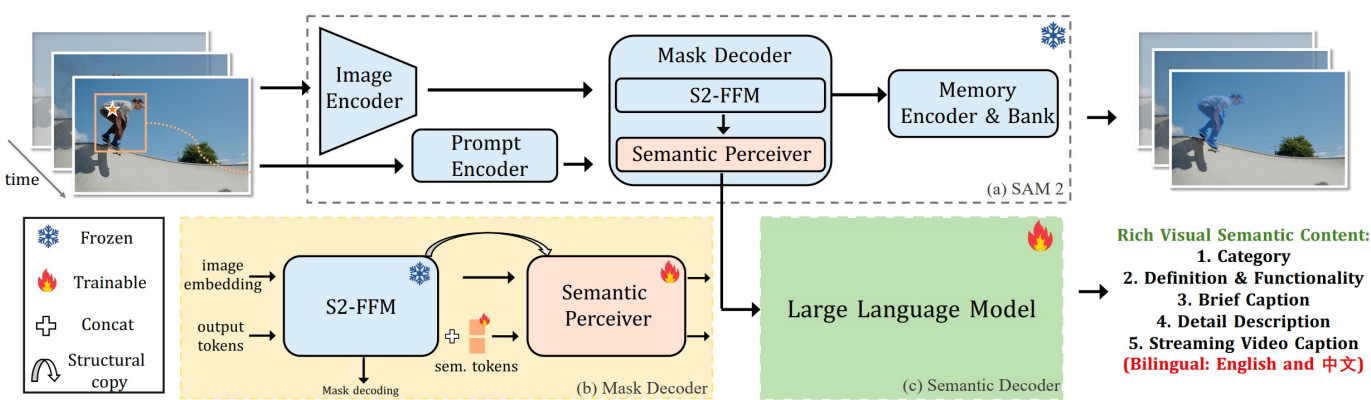 time
Image
Encoder
Prompt
Encoder
Mask Decoder
S2-FFM
Semantic Perceiver
Memory
Encoder & Bank
(a) SAM 2
Frozen
Trainable
Concat
Structural
copy
image
embedding
output
tokens
S2-FFM
Mask decoding
sem. tokens
Semantic
Perceiver
(b) Mask Decoder
Large Language Model
(c) Semantic Decoder
Rich Visual Semantic Content:
1. Category
2. Definition & Functionality
3. Brief Caption
4. Detail Description
5. Streaming Video Caption
(Bilingual: English and 中文)